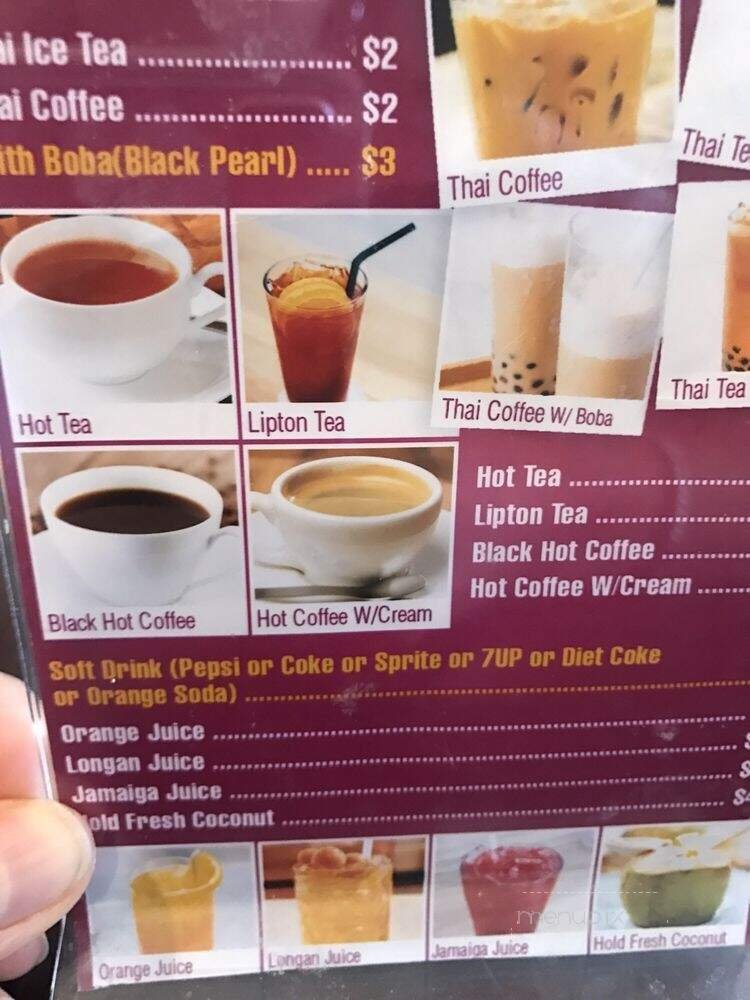 Ice Tea .................... $2
Coffee .................... $2
Boba(Black Pearl) ..... $3
Thai Coffee
Thai
Hot Tea
Lipton Tea
Thai Coffee W/ Boba
Thai Tea
Hot Tea
Lipton Tea
Black Hot Coffee
Hot Coffee W/Cream
Black Hot Coffee
Hot Coffee W/Cream
Soft Drink (Pepsi or Coke or Sprite or 7UP or Diet Coke
or Orange Soda)
Orange Juice
Longan Juice
Jamaiga Juice
old Fresh Coconut
menupix
Orange Juice
Longan Juice
Jamaiga Juice
Hold Fresh Coconut